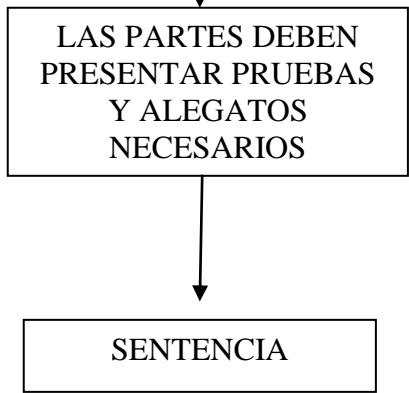 LAS PARTES DEBEN
PRESENTAR PRUEBAS
Y ALEGATOS
NECESARIOS
SENTENCIA